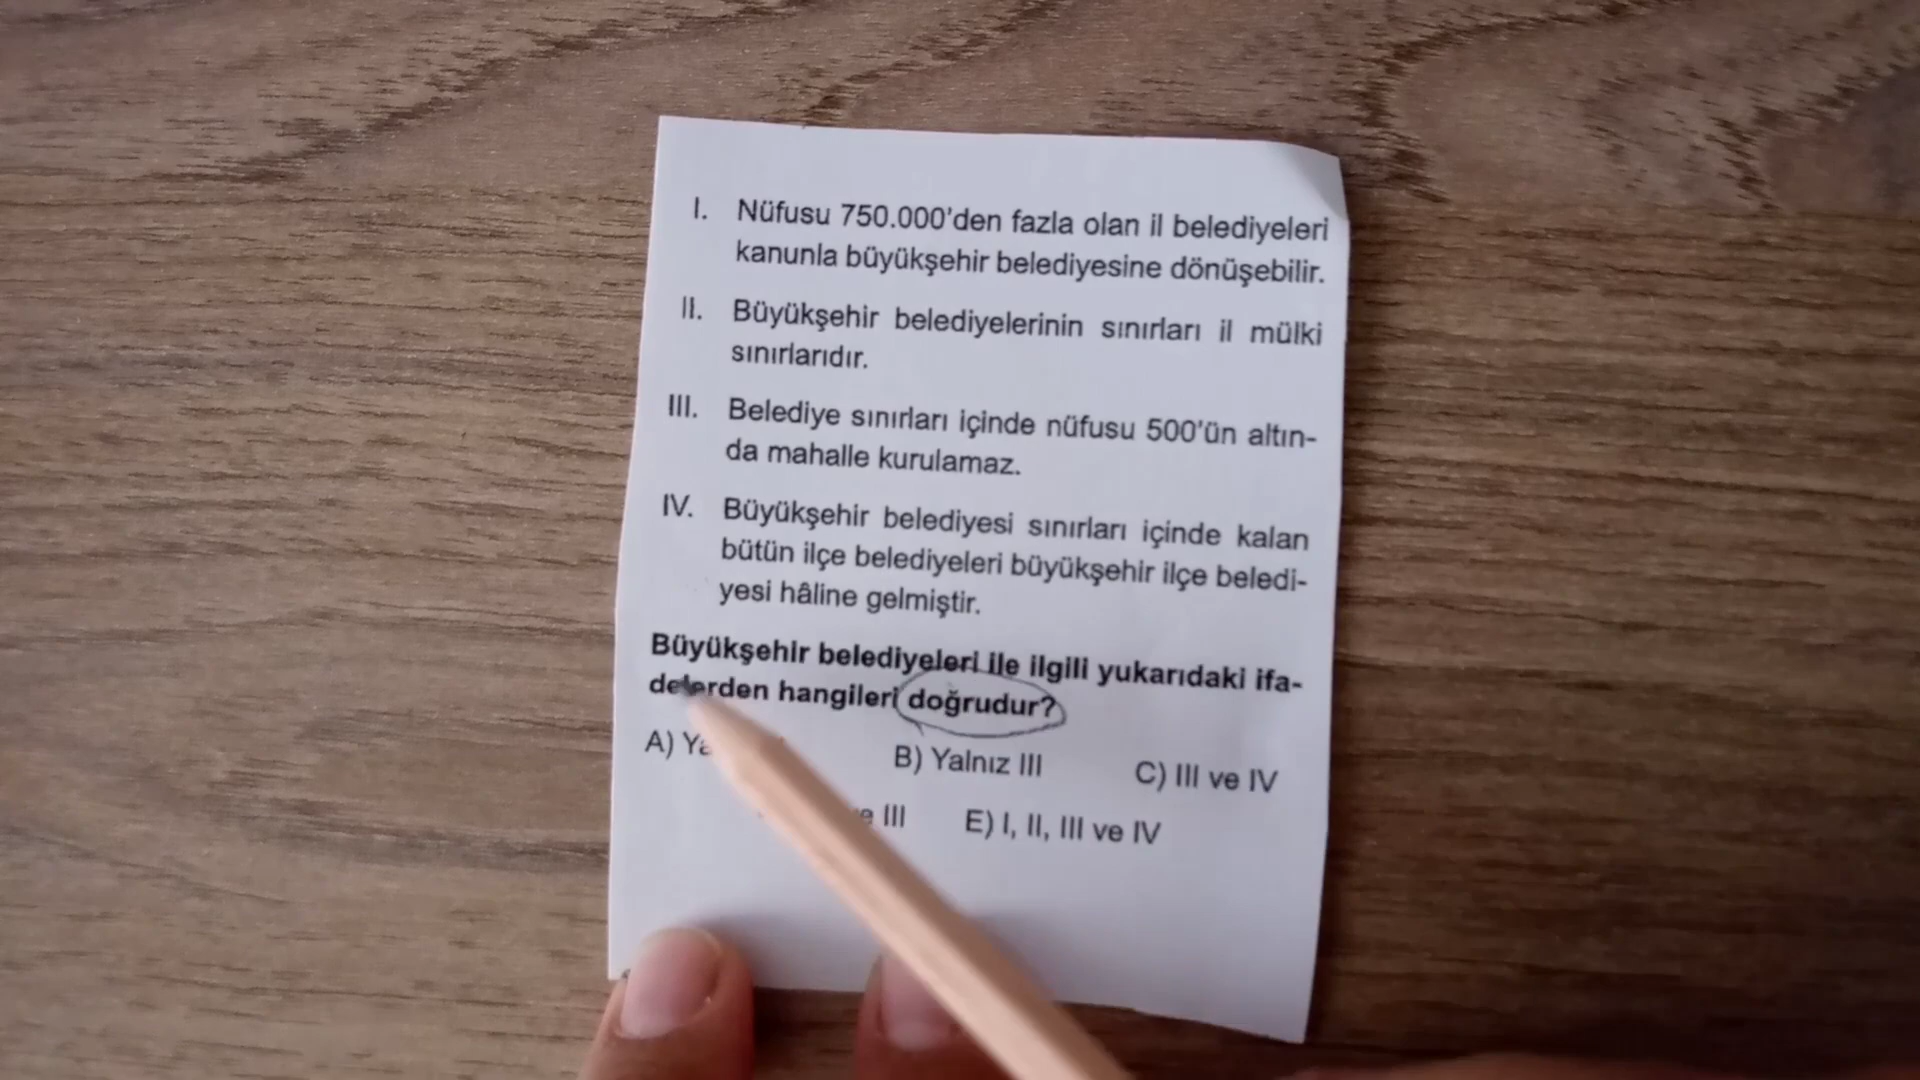 I. Nüfusu 750.000'den fazla olan il belediyeleri
kanunla büyükşehir belediyesine dönüşebilir.
II. Büyükşehir belediyelerinin sınırları il mülki
sınırlarıdır.
III. Belediye sınırları içinde nüfusu 500'ün altın-
da mahalle kurulamaz.
IV. Büyükşehir belediyesi sınırları içinde kalan
bütün ilçe belediyeleri büyükşehir ilçe beledi-
yesi hâline gelmiştir.
Büyükşehir belediyeleri ile ilgili yukarıdaki ifa-
delerden hangileri doğrudur?
A) B) Yalnız III C) III ve IV
III E) I, II, III ve IV